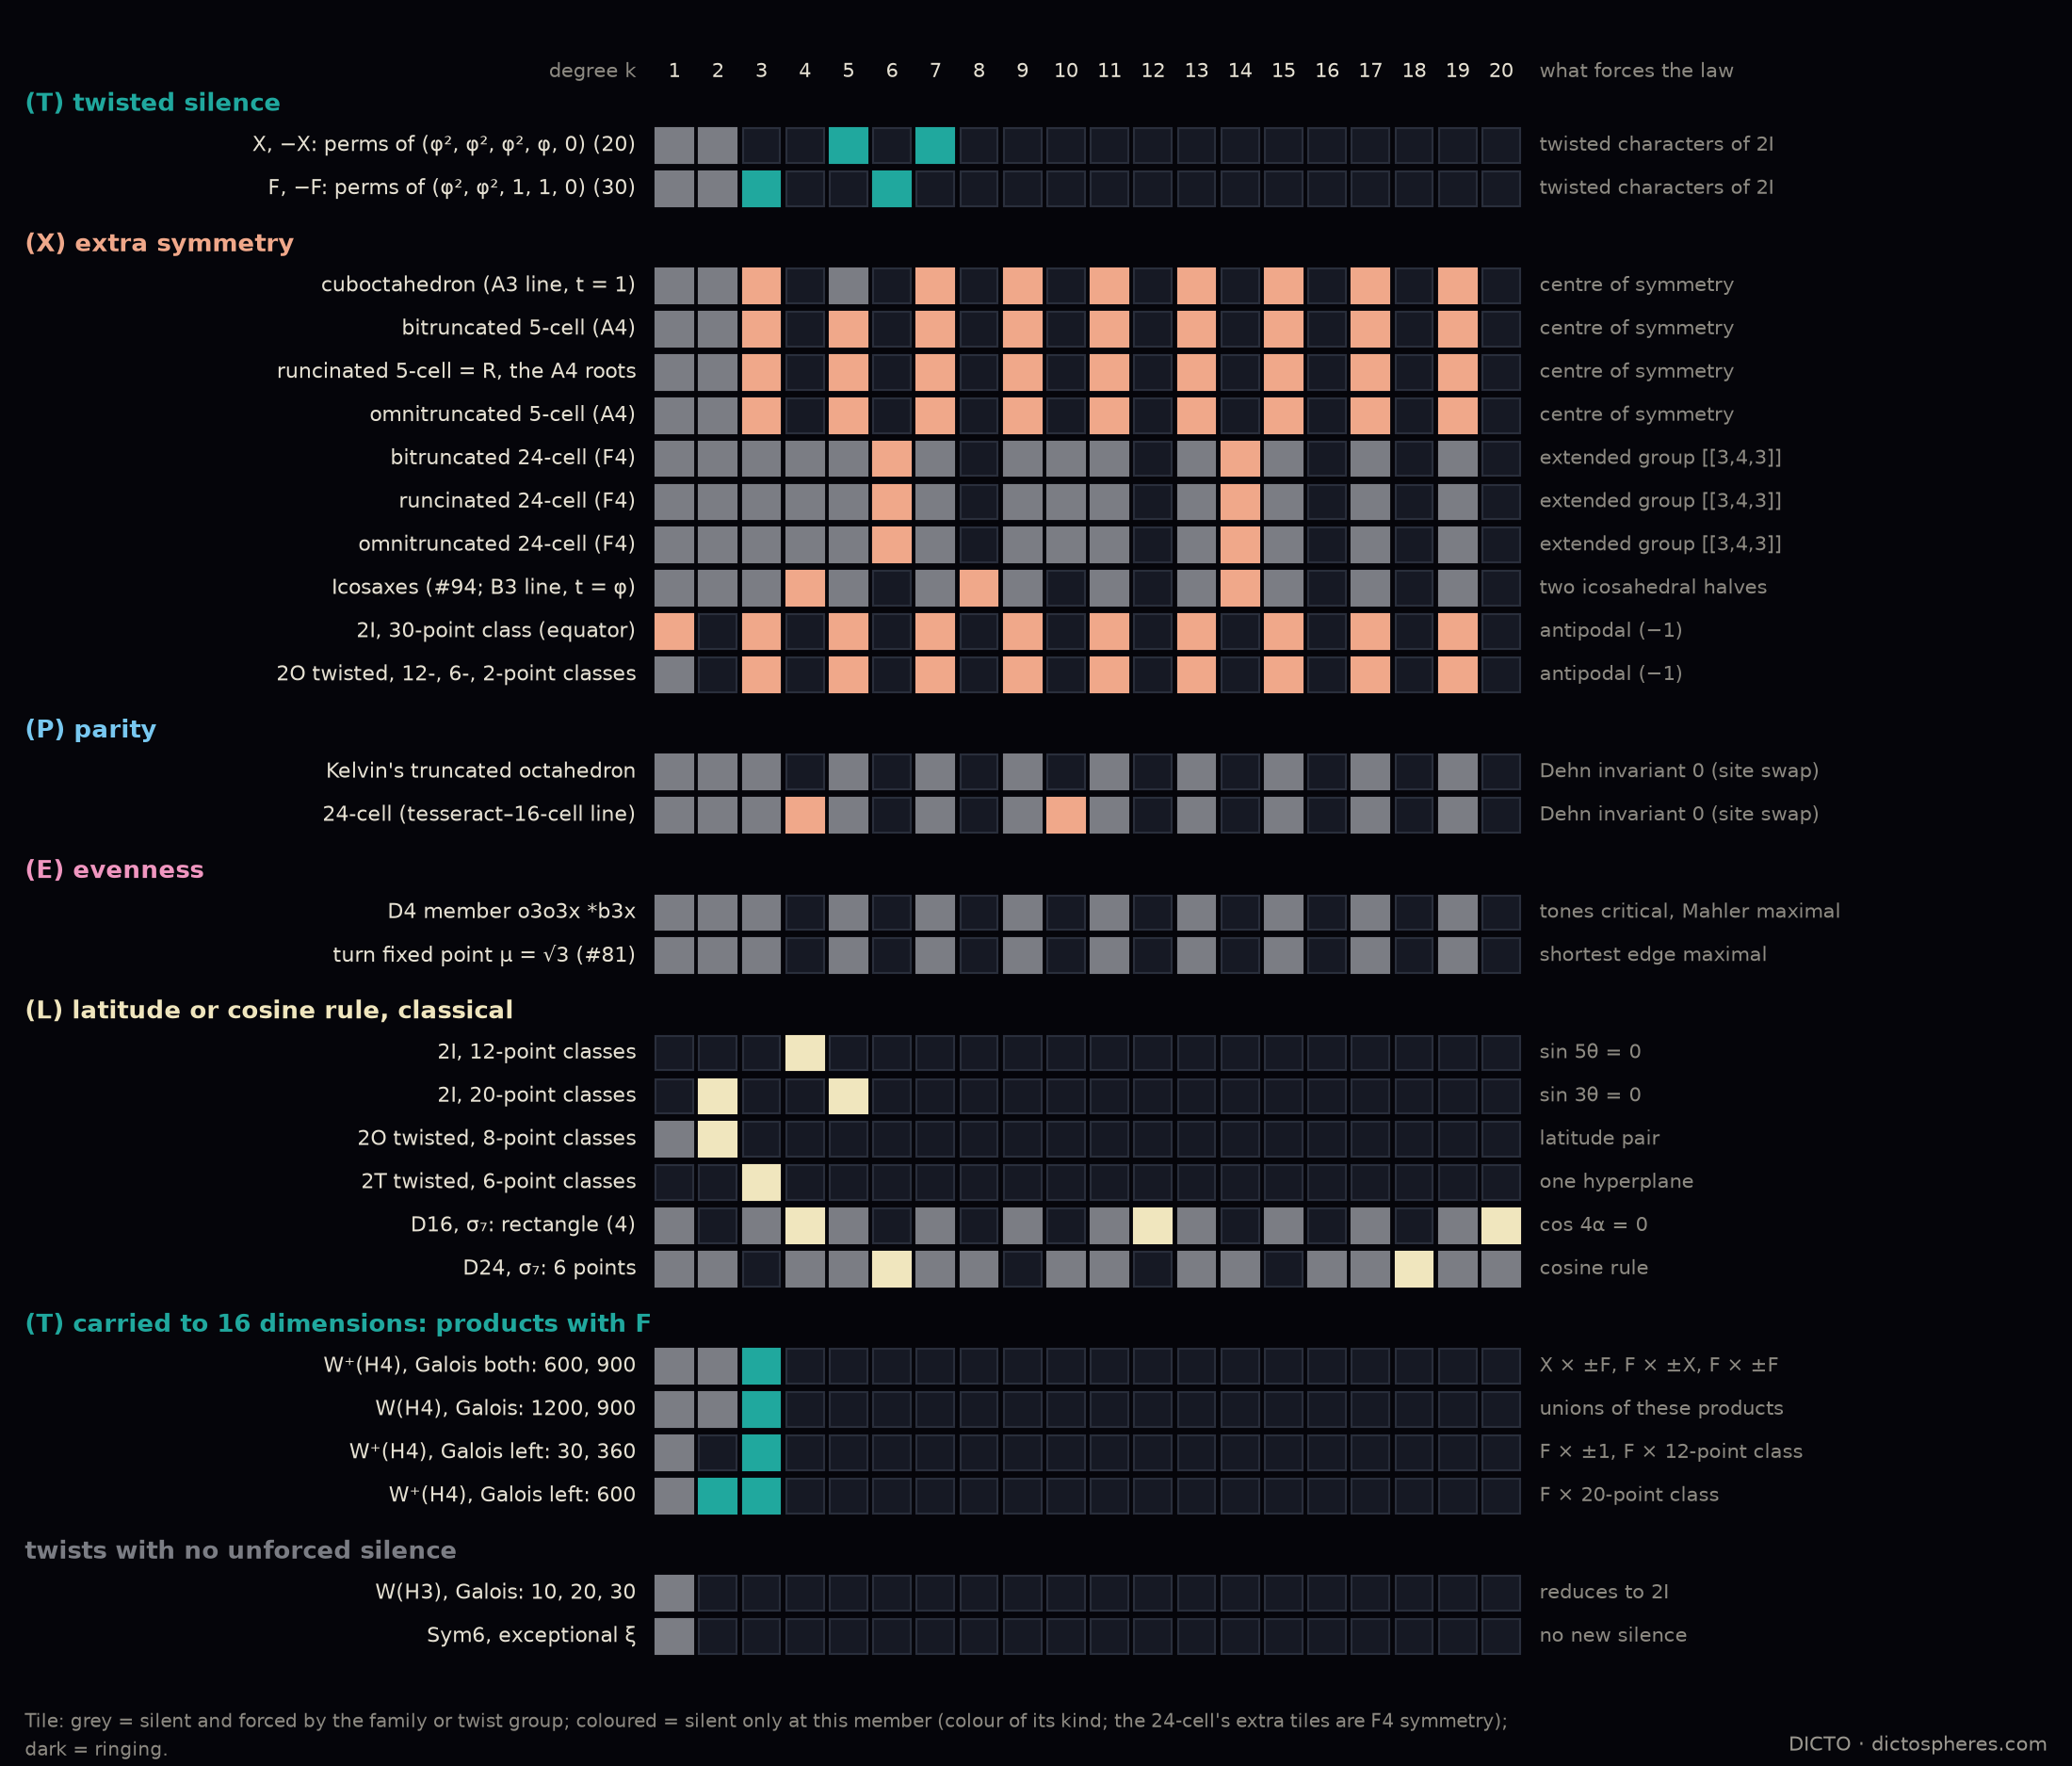 degree k 1 2 3 4 5 6 7 8 9 10 11 12 13 14 15 16 17 18 19 20 what forces the law
(T) twisted silence
X, −X: perms of (φ², φ², φ², φ, 0) (20) twisted characters of 2I
F, −F: perms of (φ², φ², 1, 1, 0) (30) twisted characters of 2I
(X) extra symmetry
cuboctahedron (A3 line, t = 1) centre of symmetry
bitruncated 5-cell (A4) centre of symmetry
runcinated 5-cell = R, the A4 roots centre of symmetry
omnitruncated 5-cell (A4) centre of symmetry
bitruncated 24-cell (F4) extended group [[3,4,3]]
runcinated 24-cell (F4) extended group [[3,4,3]]
omnitruncated 24-cell (F4) extended group [[3,4,3]]
Icosaxes (#94; B3 line, t = φ) two icosahedral halves
2I, 30-point class (equator) antipodal (−1)
2O twisted, 12-, 6-, 2-point classes antipodal (−1)
(P) parity
Kelvin's truncated octahedron Dehn invariant 0 (site swap)
24-cell (tesseract–16-cell line) Dehn invariant 0 (site swap)
(E) evenness
D4 member o3o3x *b3x tones critical, Mahler maximal
turn fixed point μ = √3 (#81) shortest edge maximal
(L) latitude or cosine rule, classical
2I, 12-point classes sin 5θ = 0
2I, 20-point classes sin 3θ = 0
2O twisted, 8-point classes latitude pair
2T twisted, 6-point classes one hyperplane
D16, σ₇: rectangle (4) cos 4α = 0
D24, σ₇: 6 points cosine rule
(T) carried to 16 dimensions: products with F
W⁺(H4), Galois both: 600, 900 X × ±F, F × ±X, F × ±F
W(H4), Galois: 1200, 900 unions of these products
W⁺(H4), Galois left: 30, 360 F × ±1, F × 12-point class
W⁺(H4), Galois left: 600 F × 20-point class
twists with no unforced silence
W(H3), Galois: 10, 20, 30 reduces to 2I
Sym6, exceptional ξ no new silence
Tile: grey = silent and forced by the family or twist group; coloured = silent only at this member (colour of its kind; the 24-cell's extra tiles are F4 symmetry);
dark = ringing.
DICTO · dictospheres.com